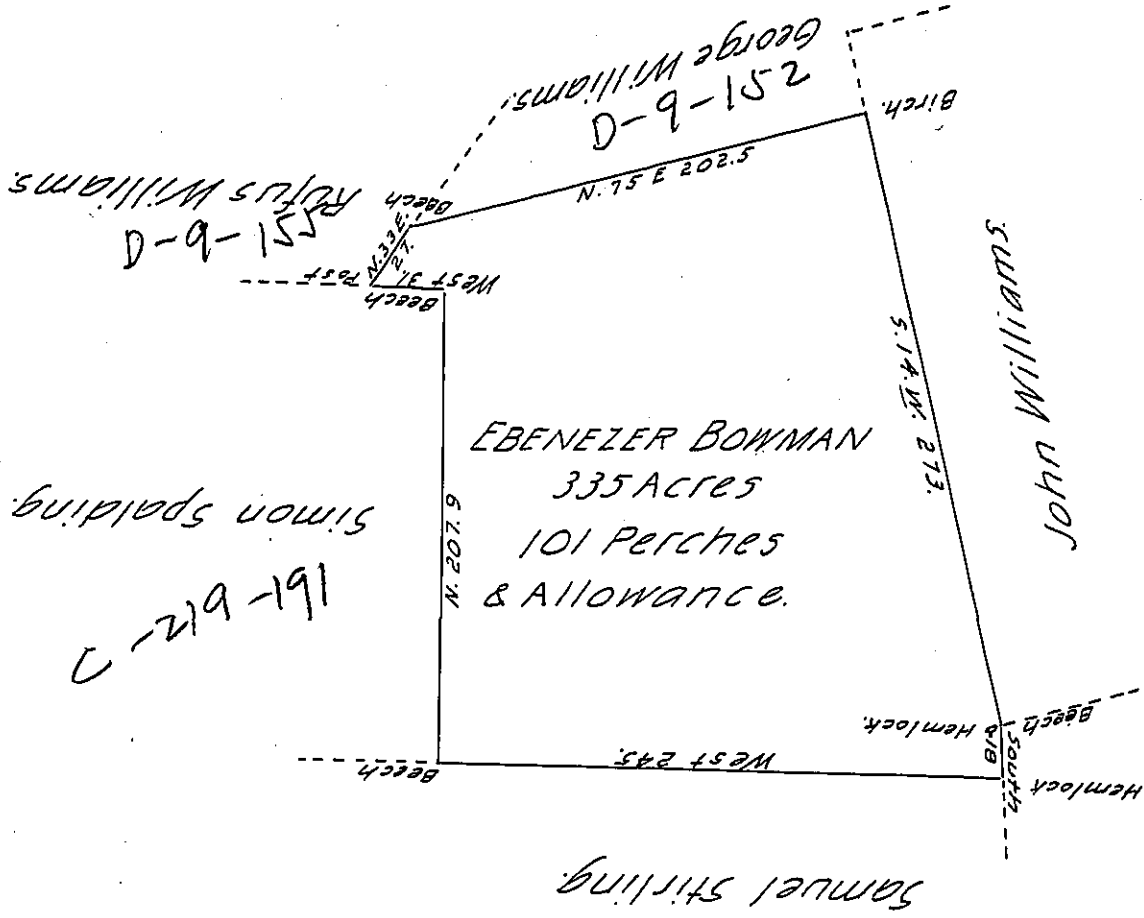 George Williams.
D-9-152
Birch.
Rufus Williams.
D-9-155
Beech
N. 75 E 202.5
N. 33 E.
27.
Post
West 31.
Beech
John Williams
S. 14. W. 273.
EBENEZER BOWMAN
335 Acres
101 Perches
& Allowance.
N. 207.6
Simon Spalding.
C-219-191
Hemlock &
Beech
South
18
Hemlock
West 245.
Beech
Samuel Stirling.